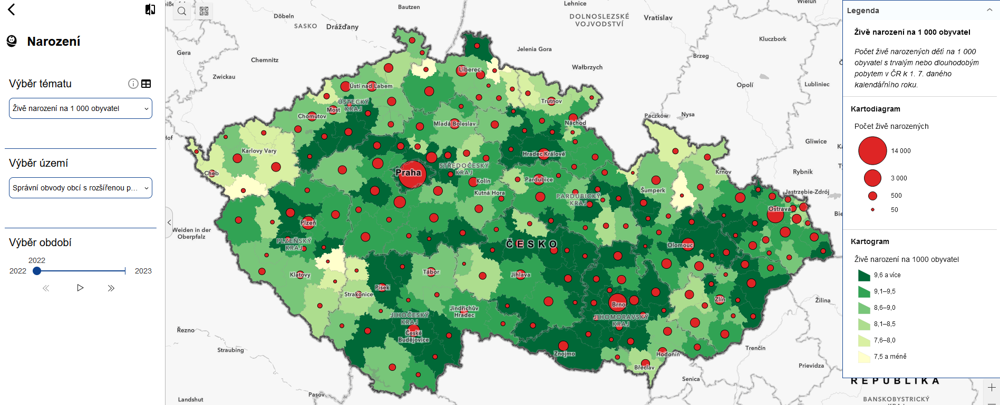 Narození
Výběr tématu
Živě narození na 1 000 obyvatel
Výběr území
Správní obvody obcí s rozšířenou p...
Výběr období
2022
2022
2023
Bautzen
Lehnice
Döbeln
SASKO
Drážďany
DOLNOSLEZSKÉ
VOJVODSTVÍ
Vratislav
Kluczbork
Gera
Chemnitz
Jelenia Gora
Brzeg
Zwickau
Wałbrzych
Opolí
Lubliniec
Liberec
Ústí nad Labem
ÚSTECKÝ
KRAJ
Most
Chomutov
Trutnov
Paczków
Nysa
Mladá Boleslav
Náchod
Hof
Gliwice
Karlovy Vary
Hradec Králové
Cheb
Praha
STŘEDOČESKÝ
KRAJ
Krnov
Rybnik
Kolín
Pardubice
Kutná Hora
Šumperk
Jastrzębie-Zdrój
PARDUBICKÝ
KRAJ
Ostrava
Plzeň
Weiden in der
Oberpfalz
PLZEŇSKÝ
KRAJ
ČESKO
Olomouc
Klatovy
Tábor
Jihlava
Písek
Strakonice
Zlín
Žilina
Brno
Jindřichův
Hradec
JIHOČESKÝ
KRAJ
JIHOMORAVSKÝ
KRAJ
České
Budějovice
Řezno
Straubing
Znojmo
Hodonín
Trenčín
Břeclav
Prievidza
Senica
Pasov
Landshut
REPUBLIKA
BANSKOBYSTRICKÝ
Legenda
Živě narození na 1 000 obyvatel
Počet živě narozených dětí na 1 000
obyvatel s trvalým nebo dlouhodobým
pobytem v ČR k 1. 7. daného
kalendářního roku.
Kartodiagram
Počet živě narozených
14 000
3 000
500
50
Kartogram
Živě narození na 1000 obyvatel
9,6 a více
9,1–9,5
8,6–9,0
8,1–8,5
7,6–8,0
7,5 a méně